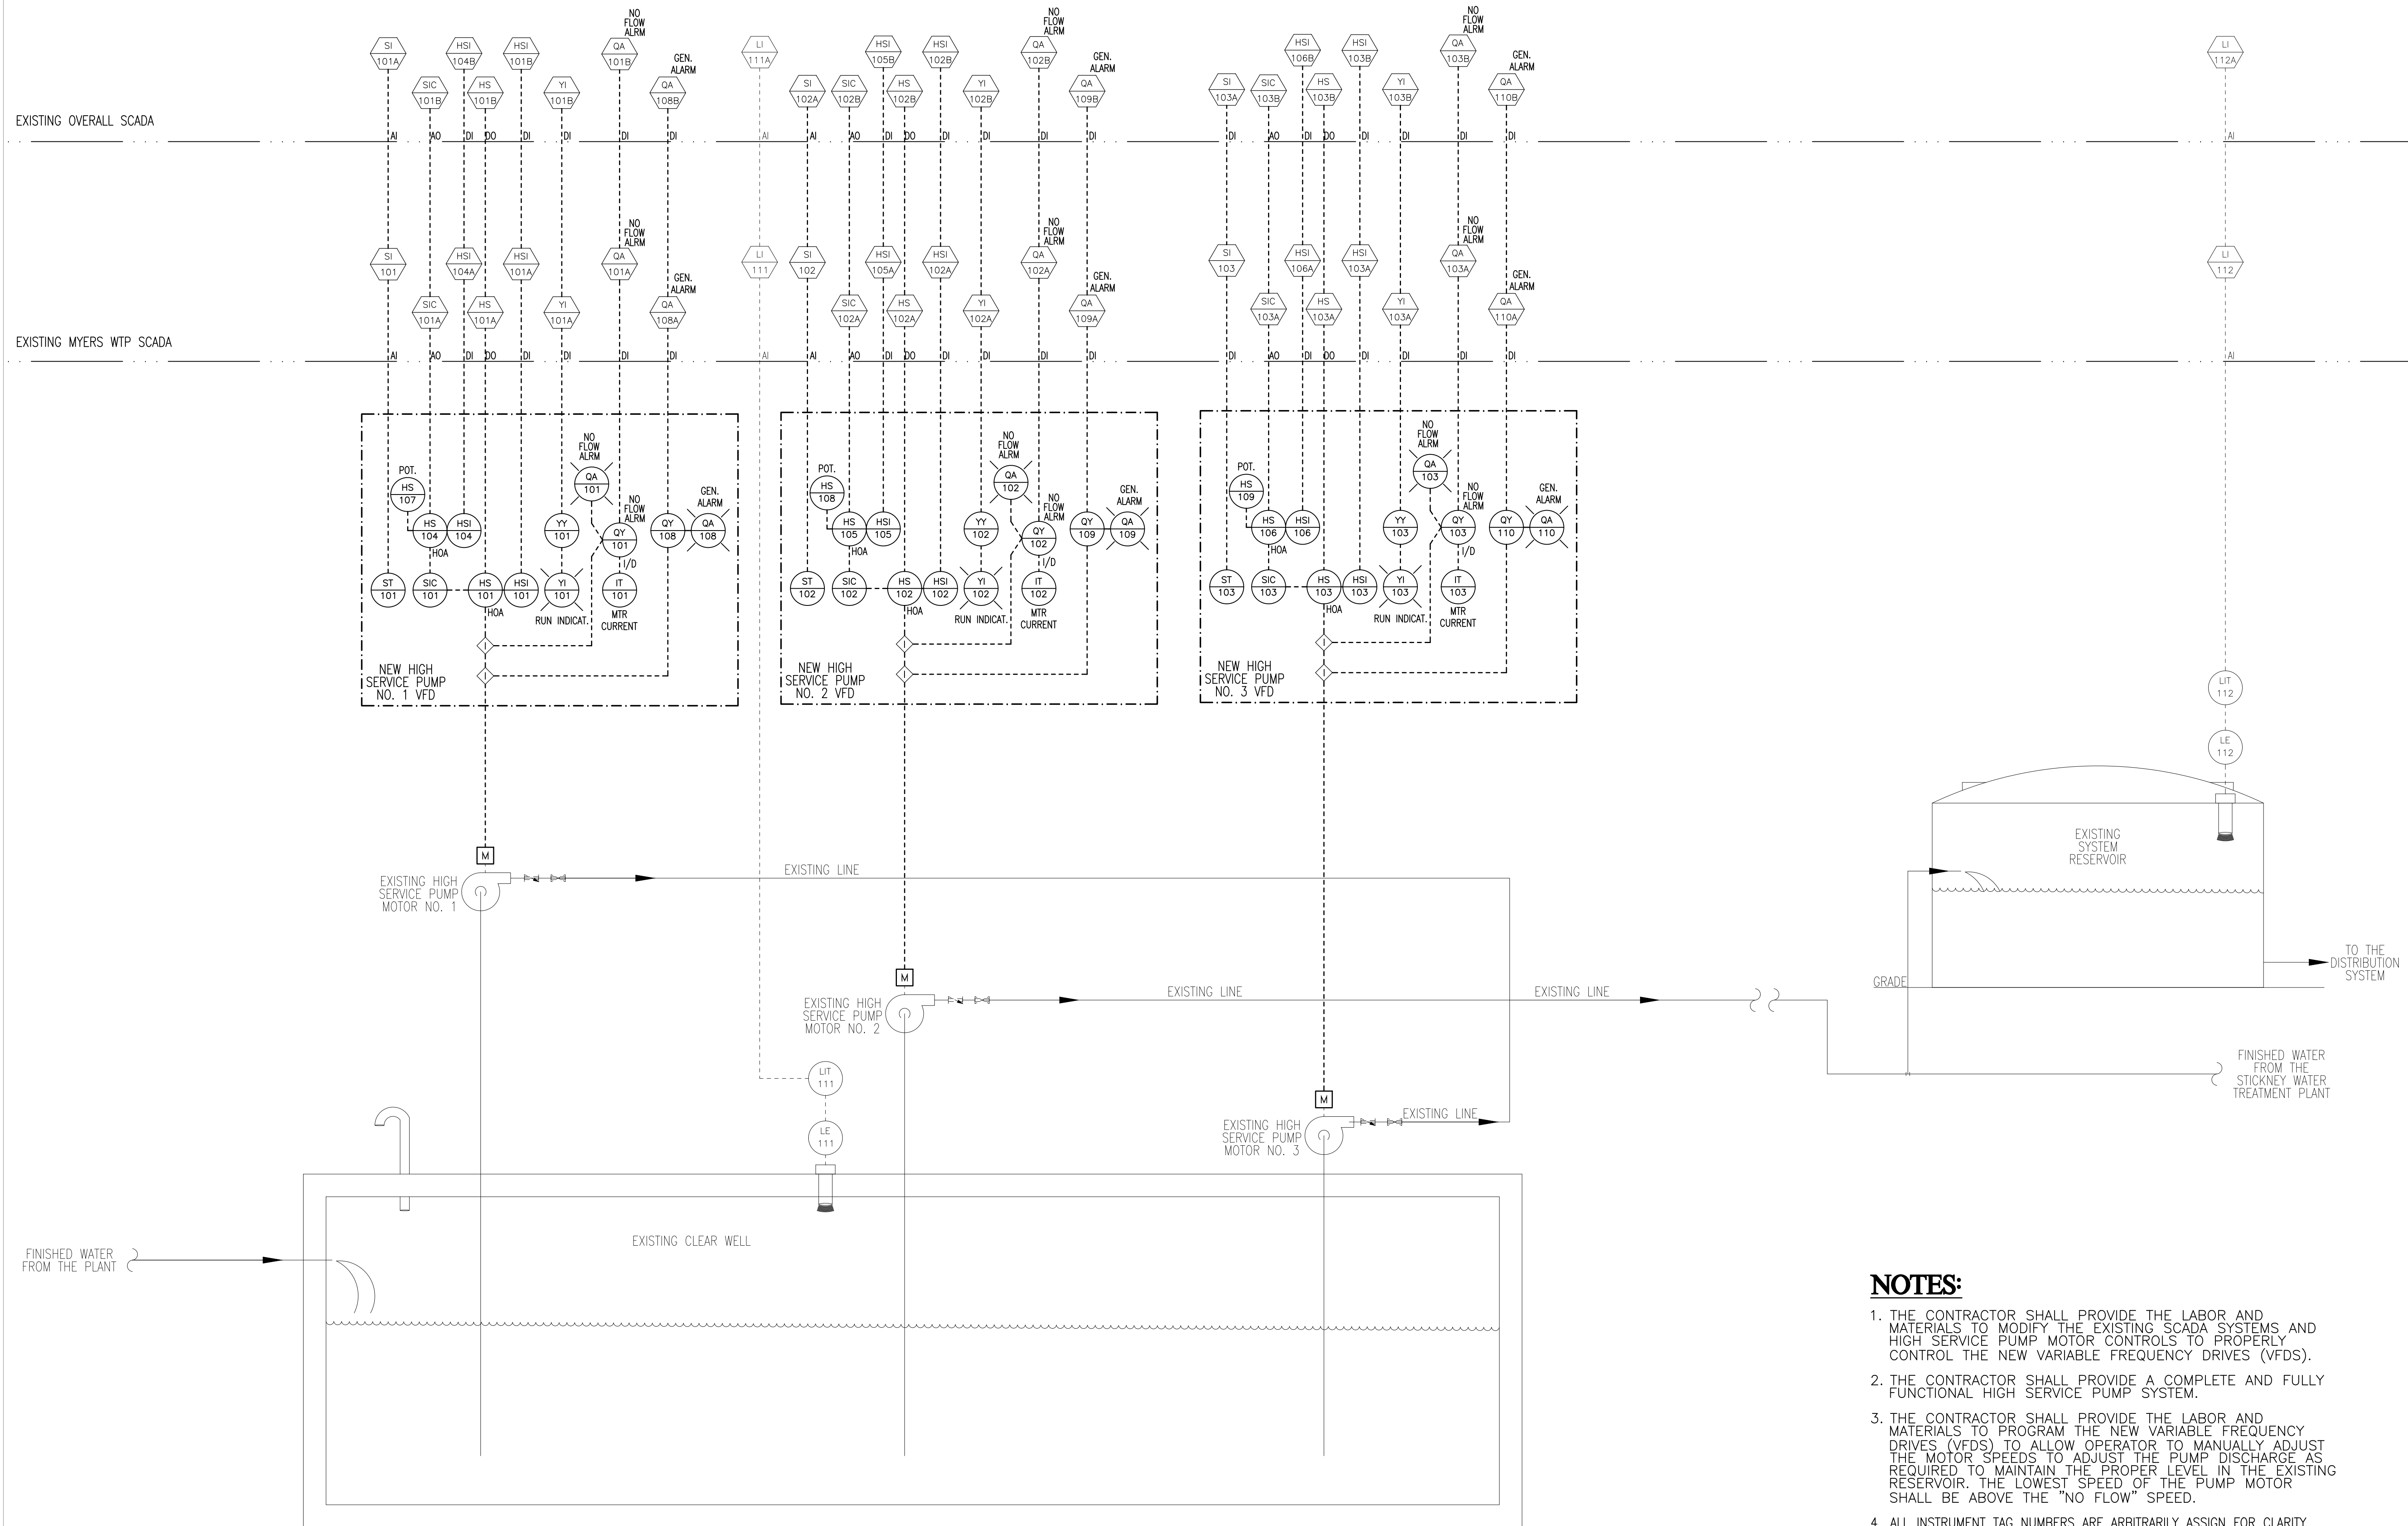 NO
FLOW
ALRM
NO
FLOW
ALRM
NO
FLOW
ALRM
SI
101A
HSI
104B
HSI
101B
QA
101B
GEN.
ALARM
LI
111A
HSI
105B
HSI
102B
QA
102B
GEN.
ALARM
HSI
106B
HSI
103B
QA
103B
GEN.
ALARM
LI
112A
SIC
101B
HS
101B
YI
101B
QA
108B
SI
102A
SIC
102B
HS
102B
YI
102B
QA
109B
SI
103A
SIC
103B
HS
103B
YI
103B
QA
110B
EXISTING OVERALL SCADA
AI AO DI DO DI DI DI DI AI AI AO DI DO DI DI DI DI DI AO DI DO DI DI DI DI AI
NO
FLOW
ALRM
NO
FLOW
ALRM
NO
FLOW
ALRM
SI
101
HSI
104A
HSI
101A
QA
101A
GEN.
ALARM
LI
111
SI
102
HSI
105A
HSI
102A
QA
102A
GEN.
ALARM
SI
103
HSI
106A
HSI
103A
QA
103A
GEN.
ALARM
LI
112
SIC
101A
HS
101A
YI
101A
QA
108A
SIC
102A
HS
102A
YI
102A
QA
109A
SIC
103A
HS
103A
YI
103A
QA
110A
EXISTING MYERS WTP SCADA
AI AO DI DO DI DI DI DI AI AI AO DI DO DI DI DI DI DI AO DI DO DI DI DI DI AI
NO
FLOW
ALRM
POT.
HS
107
QA
101
NO
FLOW
ALRM
GEN.
ALARM
HS
104
HSI
104
HOA
YY
101
QY
101
I/D
QY
108
QA
108
ST
101
SIC
101
HS
101
HSI
101
HOA
YI
101
RUN INDICAT.
IT
101
MTR
CURRENT
I
I
NEW HIGH
SERVICE PUMP
NO. 1 VFD
NO
FLOW
ALRM
POT.
HS
108
QA
102
NO
FLOW
ALRM
GEN.
ALARM
HS
105
HSI
105
HOA
YY
102
QY
102
I/D
QY
109
QA
109
ST
102
SIC
102
HS
102
HSI
102
HOA
YI
102
RUN INDICAT.
IT
102
MTR
CURRENT
I
I
NEW HIGH
SERVICE PUMP
NO. 2 VFD
NO
FLOW
ALRM
POT.
HS
109
QA
103
NO
FLOW
ALRM
GEN.
ALARM
HS
106
HSI
106
HOA
YY
103
QY
103
I/D
QY
110
QA
110
ST
103
SIC
103
HS
103
HSI
103
HOA
YI
103
RUN INDICAT.
IT
103
MTR
CURRENT
I
I
NEW HIGH
SERVICE PUMP
NO. 3 VFD
LIT
112
LE
112
EXISTING
SYSTEM
RESERVOIR
M
EXISTING LINE
EXISTING HIGH
SERVICE PUMP
MOTOR NO. 1
TO THE
DISTRIBUTION
SYSTEM
GRADE
M
EXISTING LINE
EXISTING LINE
EXISTING HIGH
SERVICE PUMP
MOTOR NO. 2
FINISHED WATER
FROM THE
STICKNEY WATER
TREATMENT PLANT
LIT
111
LE
111
M
EXISTING LINE
EXISTING HIGH
SERVICE PUMP
MOTOR NO. 3
EXISTING CLEAR WELL
FINISHED WATER
FROM THE PLANT
NOTES:
1. THE CONTRACTOR SHALL PROVIDE THE LABOR AND
MATERIALS TO MODIFY THE EXISTING SCADA SYSTEMS AND
HIGH SERVICE PUMP MOTOR CONTROLS TO PROPERLY
CONTROL THE NEW VARIABLE FREQUENCY DRIVES (VFDS).
2. THE CONTRACTOR SHALL PROVIDE A COMPLETE AND FULLY
FUNCTIONAL HIGH SERVICE PUMP SYSTEM.
3. THE CONTRACTOR SHALL PROVIDE THE LABOR AND
MATERIALS TO PROGRAM THE NEW VARIABLE FREQUENCY
DRIVES (VFDS) TO ALLOW OPERATOR TO MANUALLY ADJUST
THE MOTOR SPEEDS TO ADJUST THE PUMP DISCHARGE AS
REQUIRED TO MAINTAIN THE PROPER LEVEL IN THE EXISTING
RESERVOIR. THE LOWEST SPEED OF THE PUMP MOTOR
SHALL BE ABOVE THE "NO FLOW" SPEED.
4. ALL INSTRUMENT TAG NUMBERS ARE ARBITRARILY ASSIGN FOR CLARITY